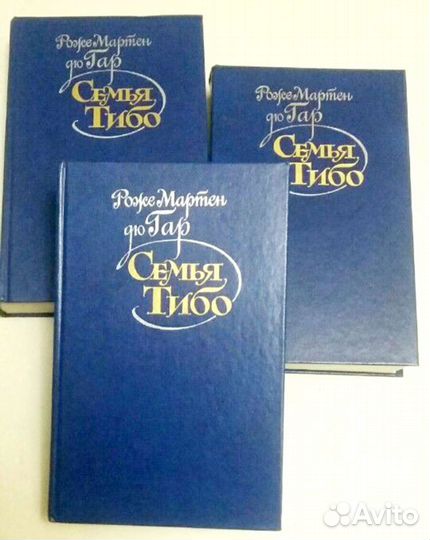 Роже Мартен
дю Гар
Семья
Тибо
Роже Мартен
дю Гар
Семья
Тибо
Роже Мартен
дю Гар
Семья
Тибо
Avito